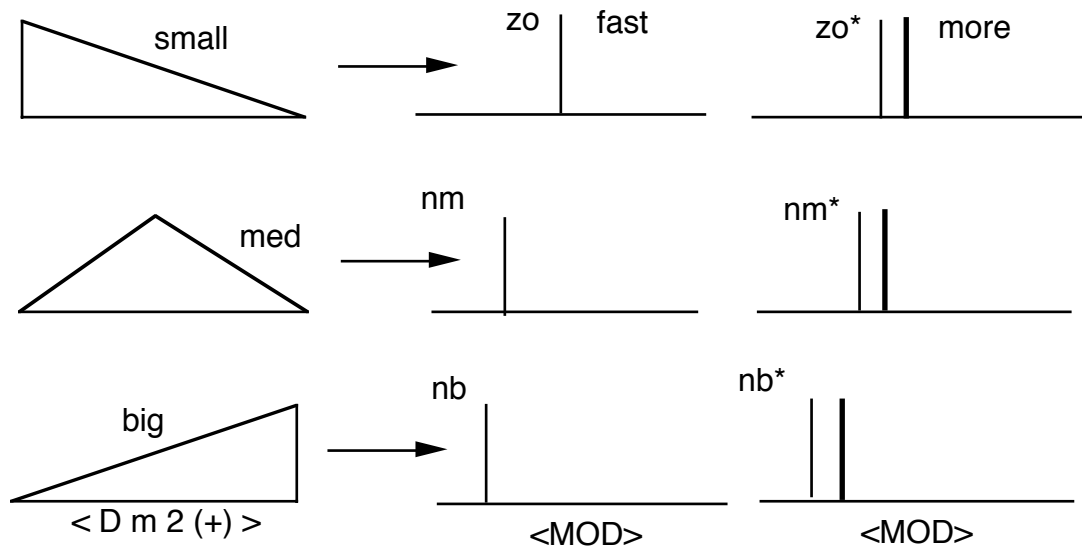 small
zo fast
zo* more
med
nm
nm*
big
nb
nb*
< D m 2 (+) >
<MOD>
<MOD>